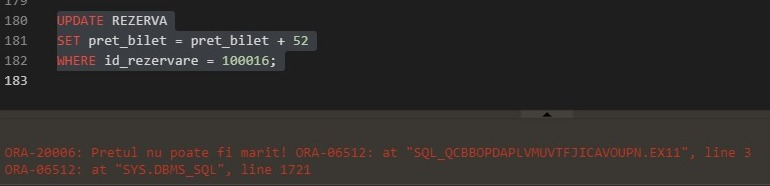 179
180 UPDATE REZERVA
181 SET pret_bilet = pret_bilet + 52
182 WHERE id_rezervare = 100016;
183
ORA-20006: Pretul nu poate fi marit! ORA-06512: at "SQL_QCBBOPDAPLVMUVTFJICAVOUPN.EX11", line 3
ORA-06512: at "SYS.DBMS_SQL", line 1721